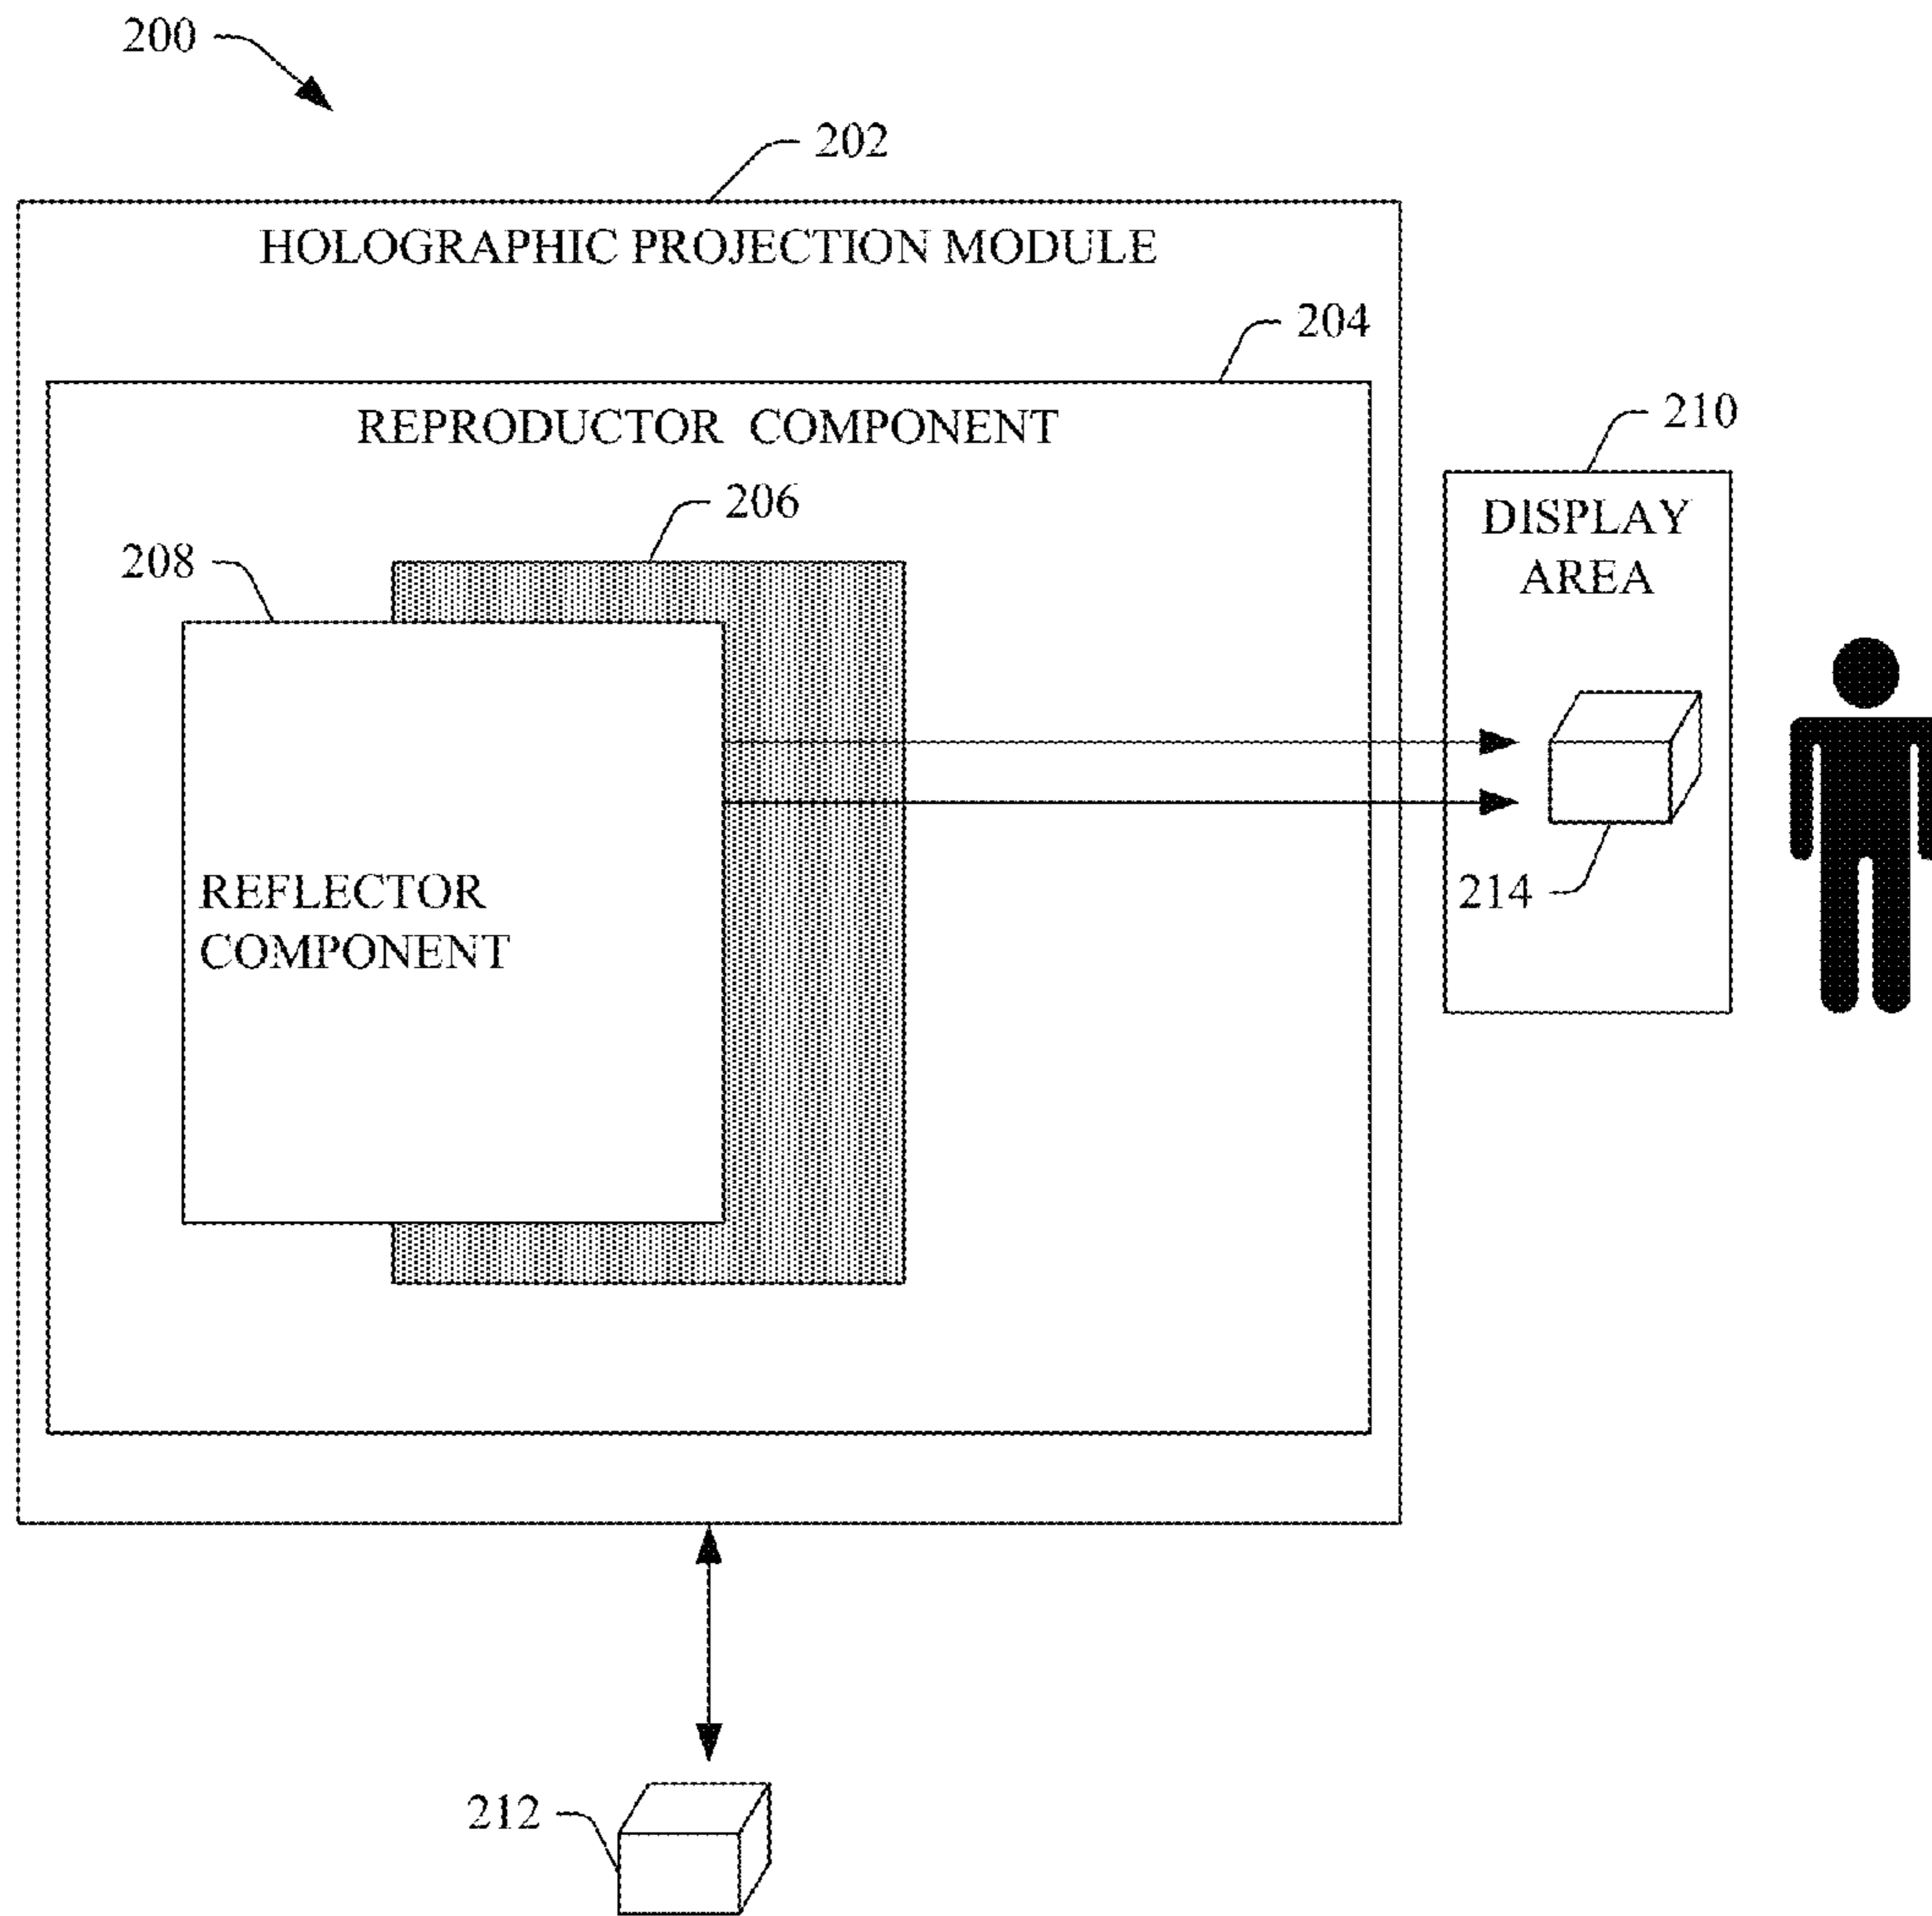 200
202
HOLOGRAPHIC PROJECTION MODULE
204
REPRODUCTOR COMPONENT
210
206
DISPLAY
AREA
208
REFLECTOR
COMPONENT
214
212